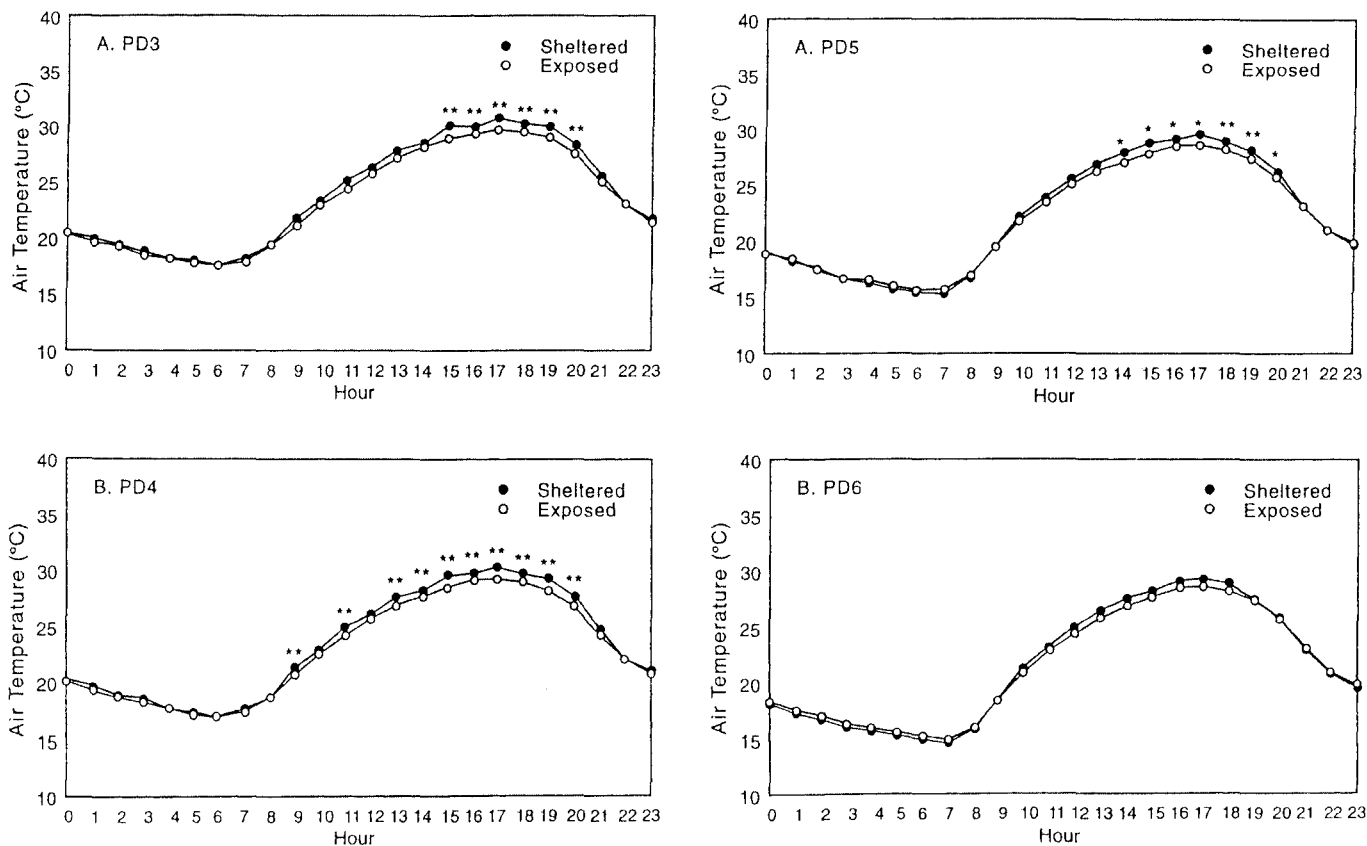 A. PD3
Sheltered
Exposed
Air Temperature (°C)
40
35
30
25
20
15
10
** ** ** ** ** **
0 1 2 3 4 5 6 7 8 9 10 11 12 13 14 15 16 17 18 19 20 21 22 23
Hour
A. PD5
Sheltered
Exposed
Air Temperature (°C)
40
35
30
25
20
15
10
* * * * ** ** *
0 1 2 3 4 5 6 7 8 9 10 11 12 13 14 15 16 17 18 19 20 21 22 23
Hour
B. PD4
Sheltered
Exposed
Air Temperature (°C)
40
35
30
25
20
15
10
** ** ** ** ** ** ** ** ** **
0 1 2 3 4 5 6 7 8 9 10 11 12 13 14 15 16 17 18 19 20 21 22 23
Hour
B. PD6
Sheltered
Exposed
Air Temperature (°C)
40
35
30
25
20
15
10
0 1 2 3 4 5 6 7 8 9 10 11 12 13 14 15 16 17 18 19 20 21 22 23
Hour